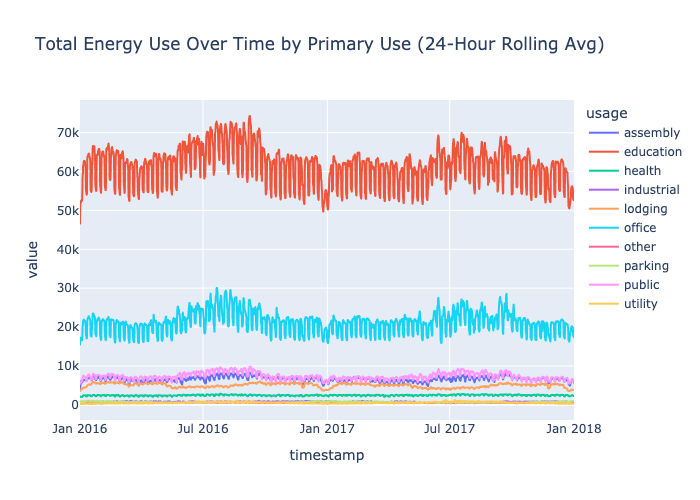 Total Energy Use Over Time by Primary Use (24-Hour Rolling Avg)
usage
assembly
education
health
industrial
lodging
office
other
parking
public
utility
value
70k
60k
50k
40k
30k
20k
10k
0
Jan 2016
Jul 2016
Jan 2017
Jul 2017
Jan 2018
timestamp